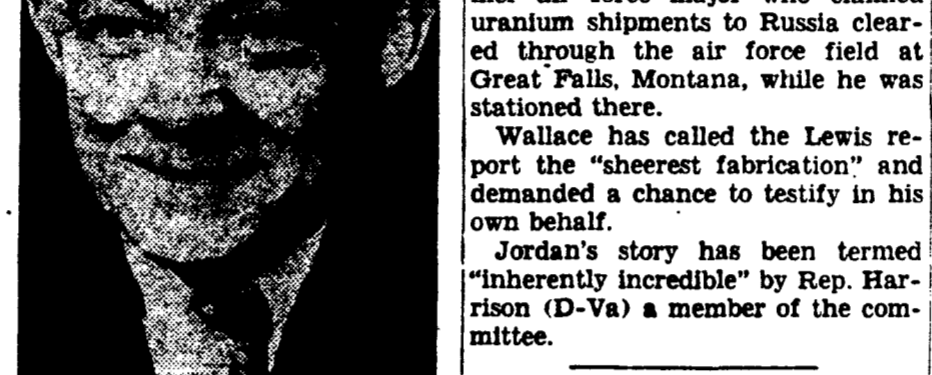 uranium shipments to Russia clear-
ed through the air force field at
Great Falls, Montana, while he was
stationed there.
Wallace has called the Lewis re-
port the “sheerest fabrication” and
demanded a chance to testify in his
own behalf.
Jordan's story has been termed
“inherently incredible” by Rep. Har-
rison (D-Va) a member of the com-
mittee.